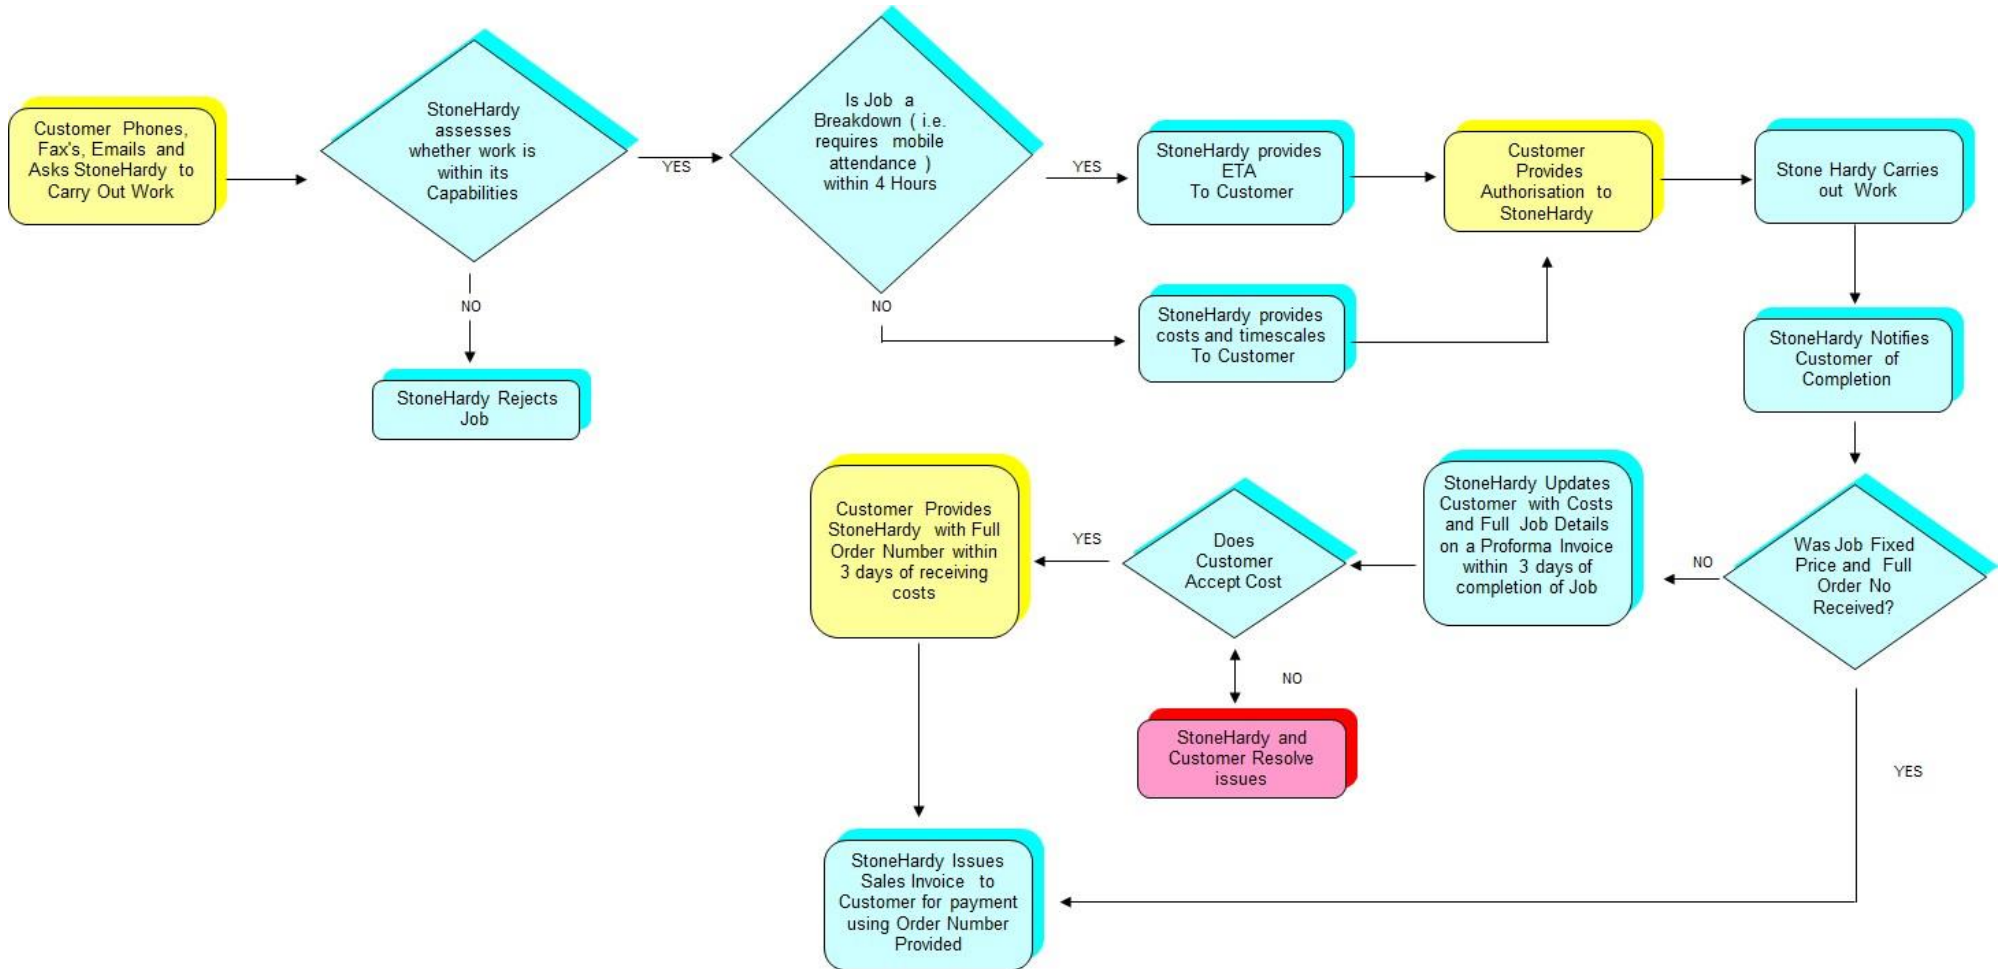 Customer Phones,
Fax's, Emails and
Asks StoneHardy to
Carry Out Work
StoneHardy
assesses
whether work is
within its
Capabilities
YES
NO
StoneHardy Rejects
Job
Is Job a
Breakdown ( i.e.
requires mobile
attendance )
within 4 Hours
YES
NO
StoneHardy provides
ETA
To Customer
StoneHardy provides
costs and timescales
To Customer
Customer
Provides
Authorisation to
StoneHardy
Stone Hardy Carries
out Work
StoneHardy Notifies
Customer of
Completion
Was Job Fixed
Price and Full
Order No
Received?
NO
YES
StoneHardy Updates
Customer with Costs
and Full Job Details
on a Proforma Invoice
within 3 days of
completion of Job
Does
Customer
Accept Cost
YES
NO
StoneHardy and
Customer Resolve
issues
Customer Provides
StoneHardy with Full
Order Number within
3 days of receiving
costs
StoneHardy Issues
Sales Invoice to
Customer for payment
using Order Number
Provided